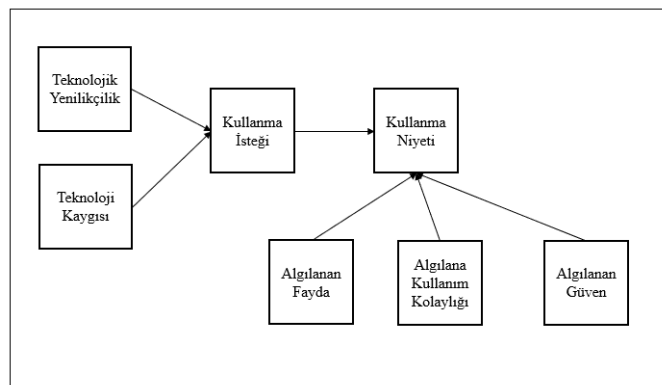 Teknolojik
Yenilikçilik
Kullanma
İsteği
Kullanma
Niyeti
Teknoloji
Kaygısı
Algılanan
Fayda
Algılana
Kullanım
Kolaylığı
Algılanan
Güven